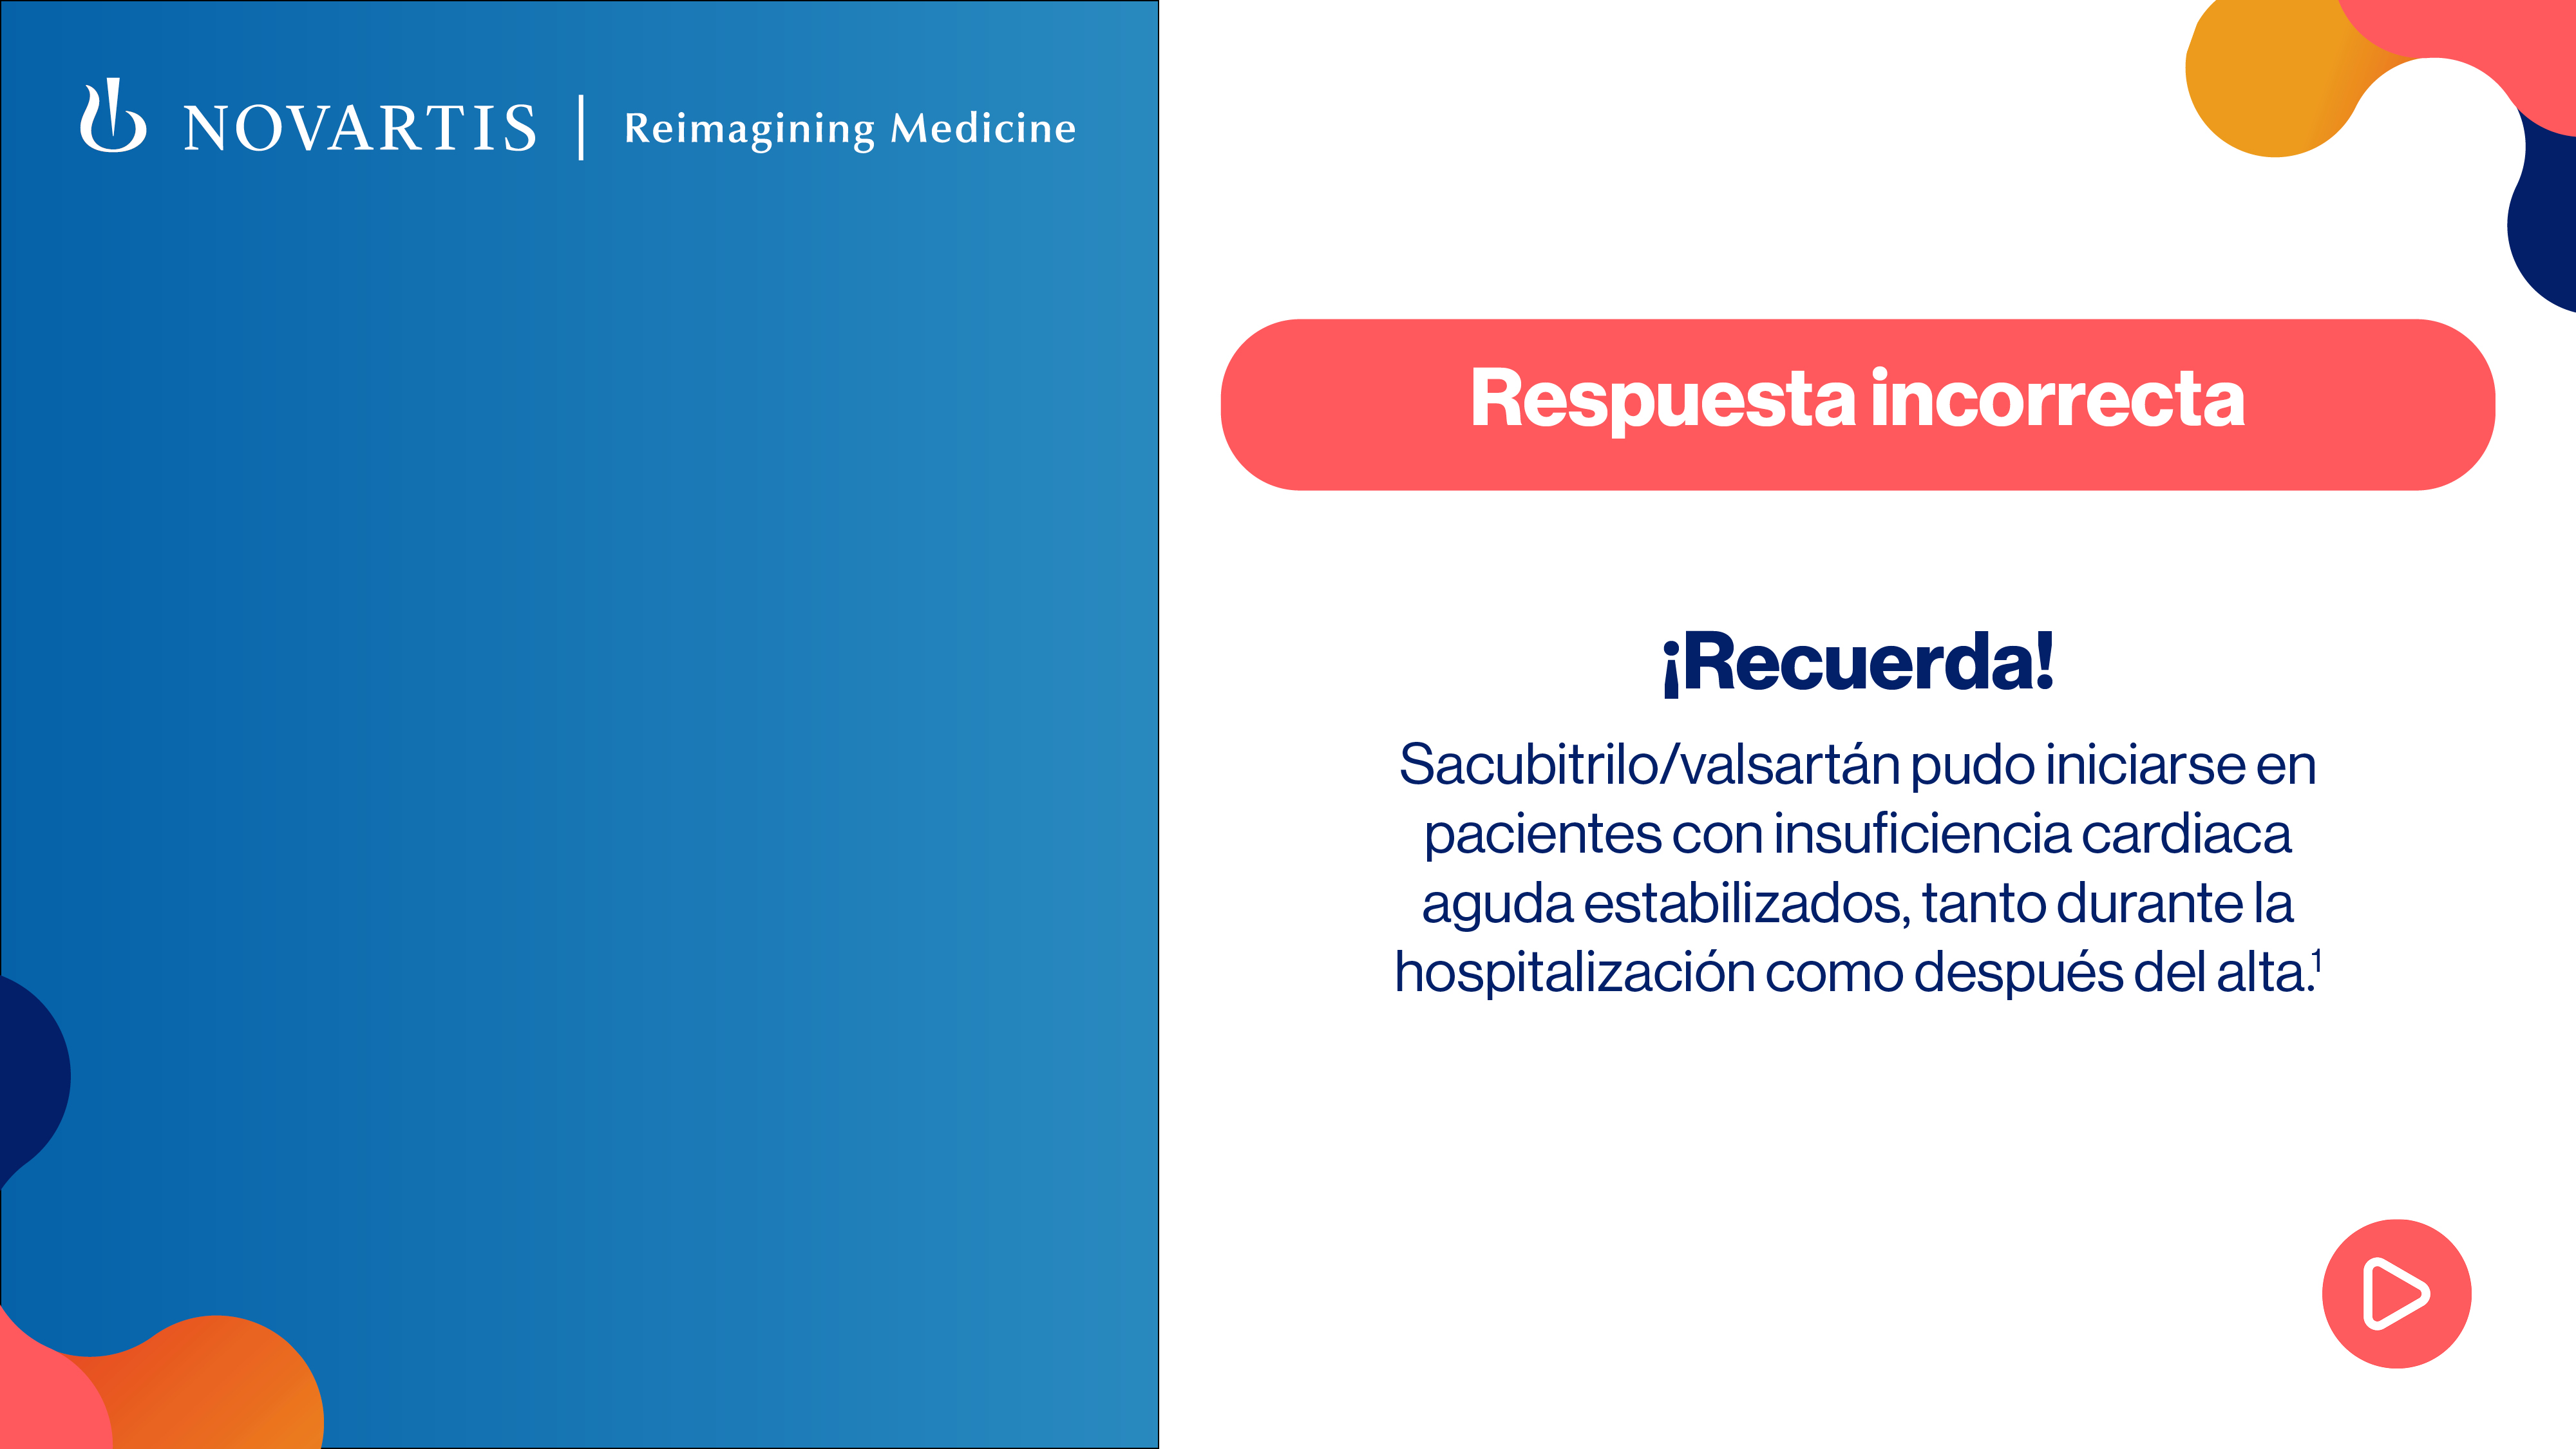 NOVARTIS | Reimagining Medicine
Respuesta incorrecta
¡Recuerda!
Sacubitrilo/valsartán pudo iniciarse en
pacientes con insuficiencia cardiaca
aguda estabilizados, tanto durante la
hospitalización como después del alta.¹